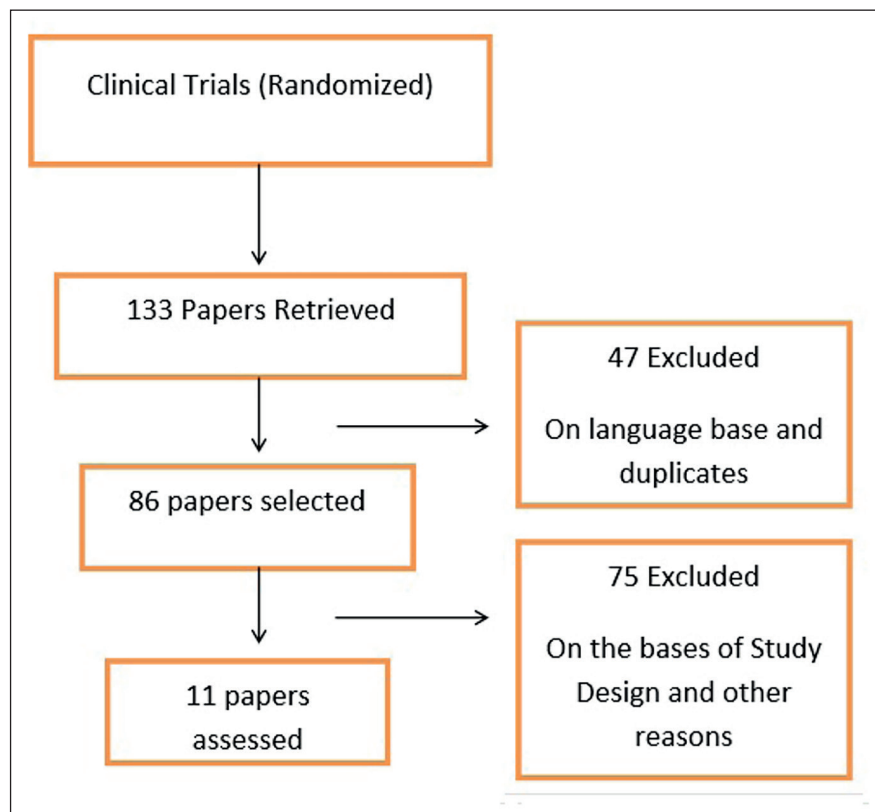 Clinical Trials (Randomized)
133 Papers Retrieved
47 Excluded
On language base and
duplicates
86 papers selected
75 Excluded
On the bases of Study
Design and other
reasons
11 papers
assessed